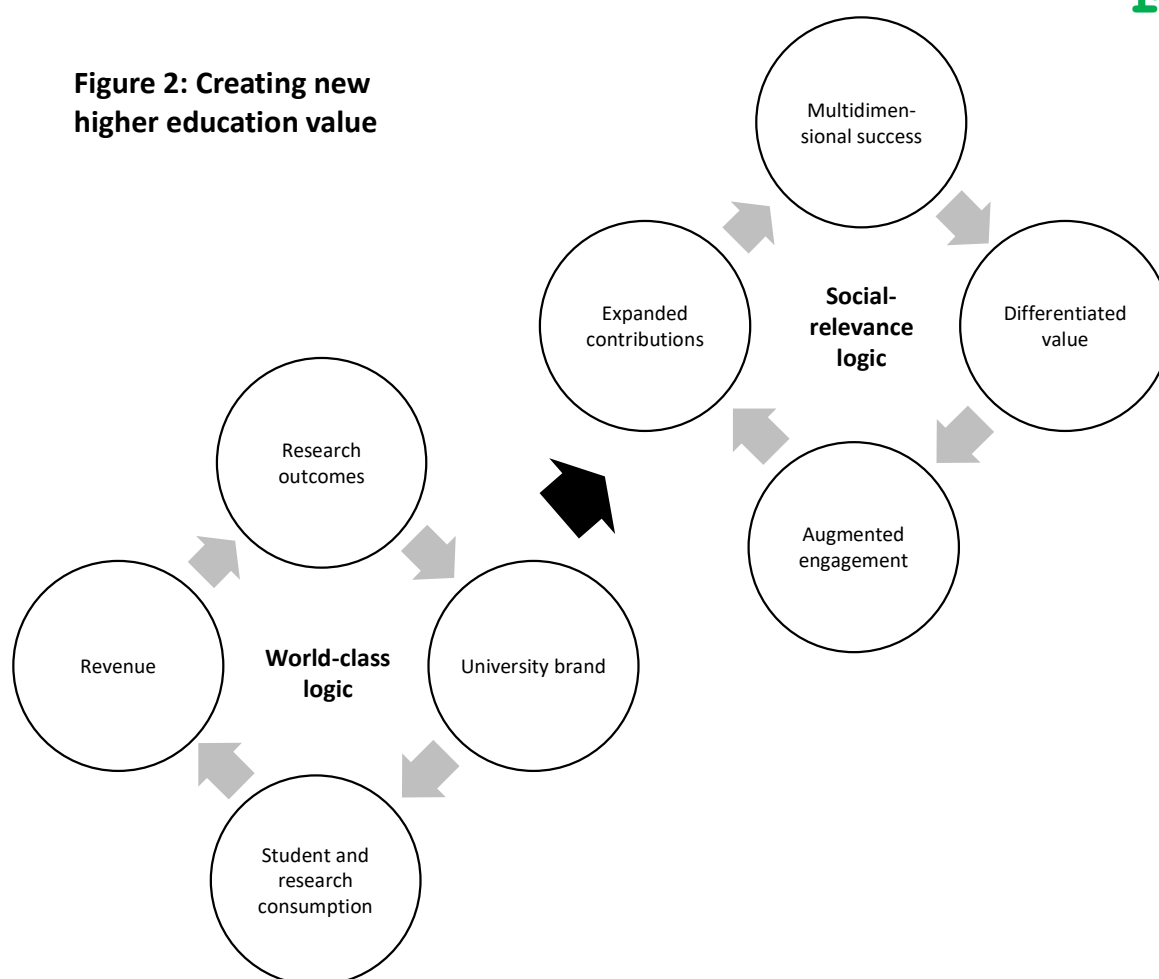 Figure 2: Creating new
higher education value
Multidimen-
sional success
Expanded
contributions
Social-
relevance
logic
Differentiated
value
Augmented
engagement
Research
outcomes
Revenue
World-class
logic
University brand
Student and
research
consumption